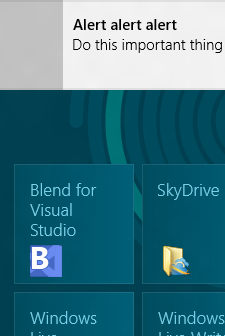 Alert alert alert
Do this important thing
Blend for
Visual
Studio
B
SkyDrive
Windows
Windows